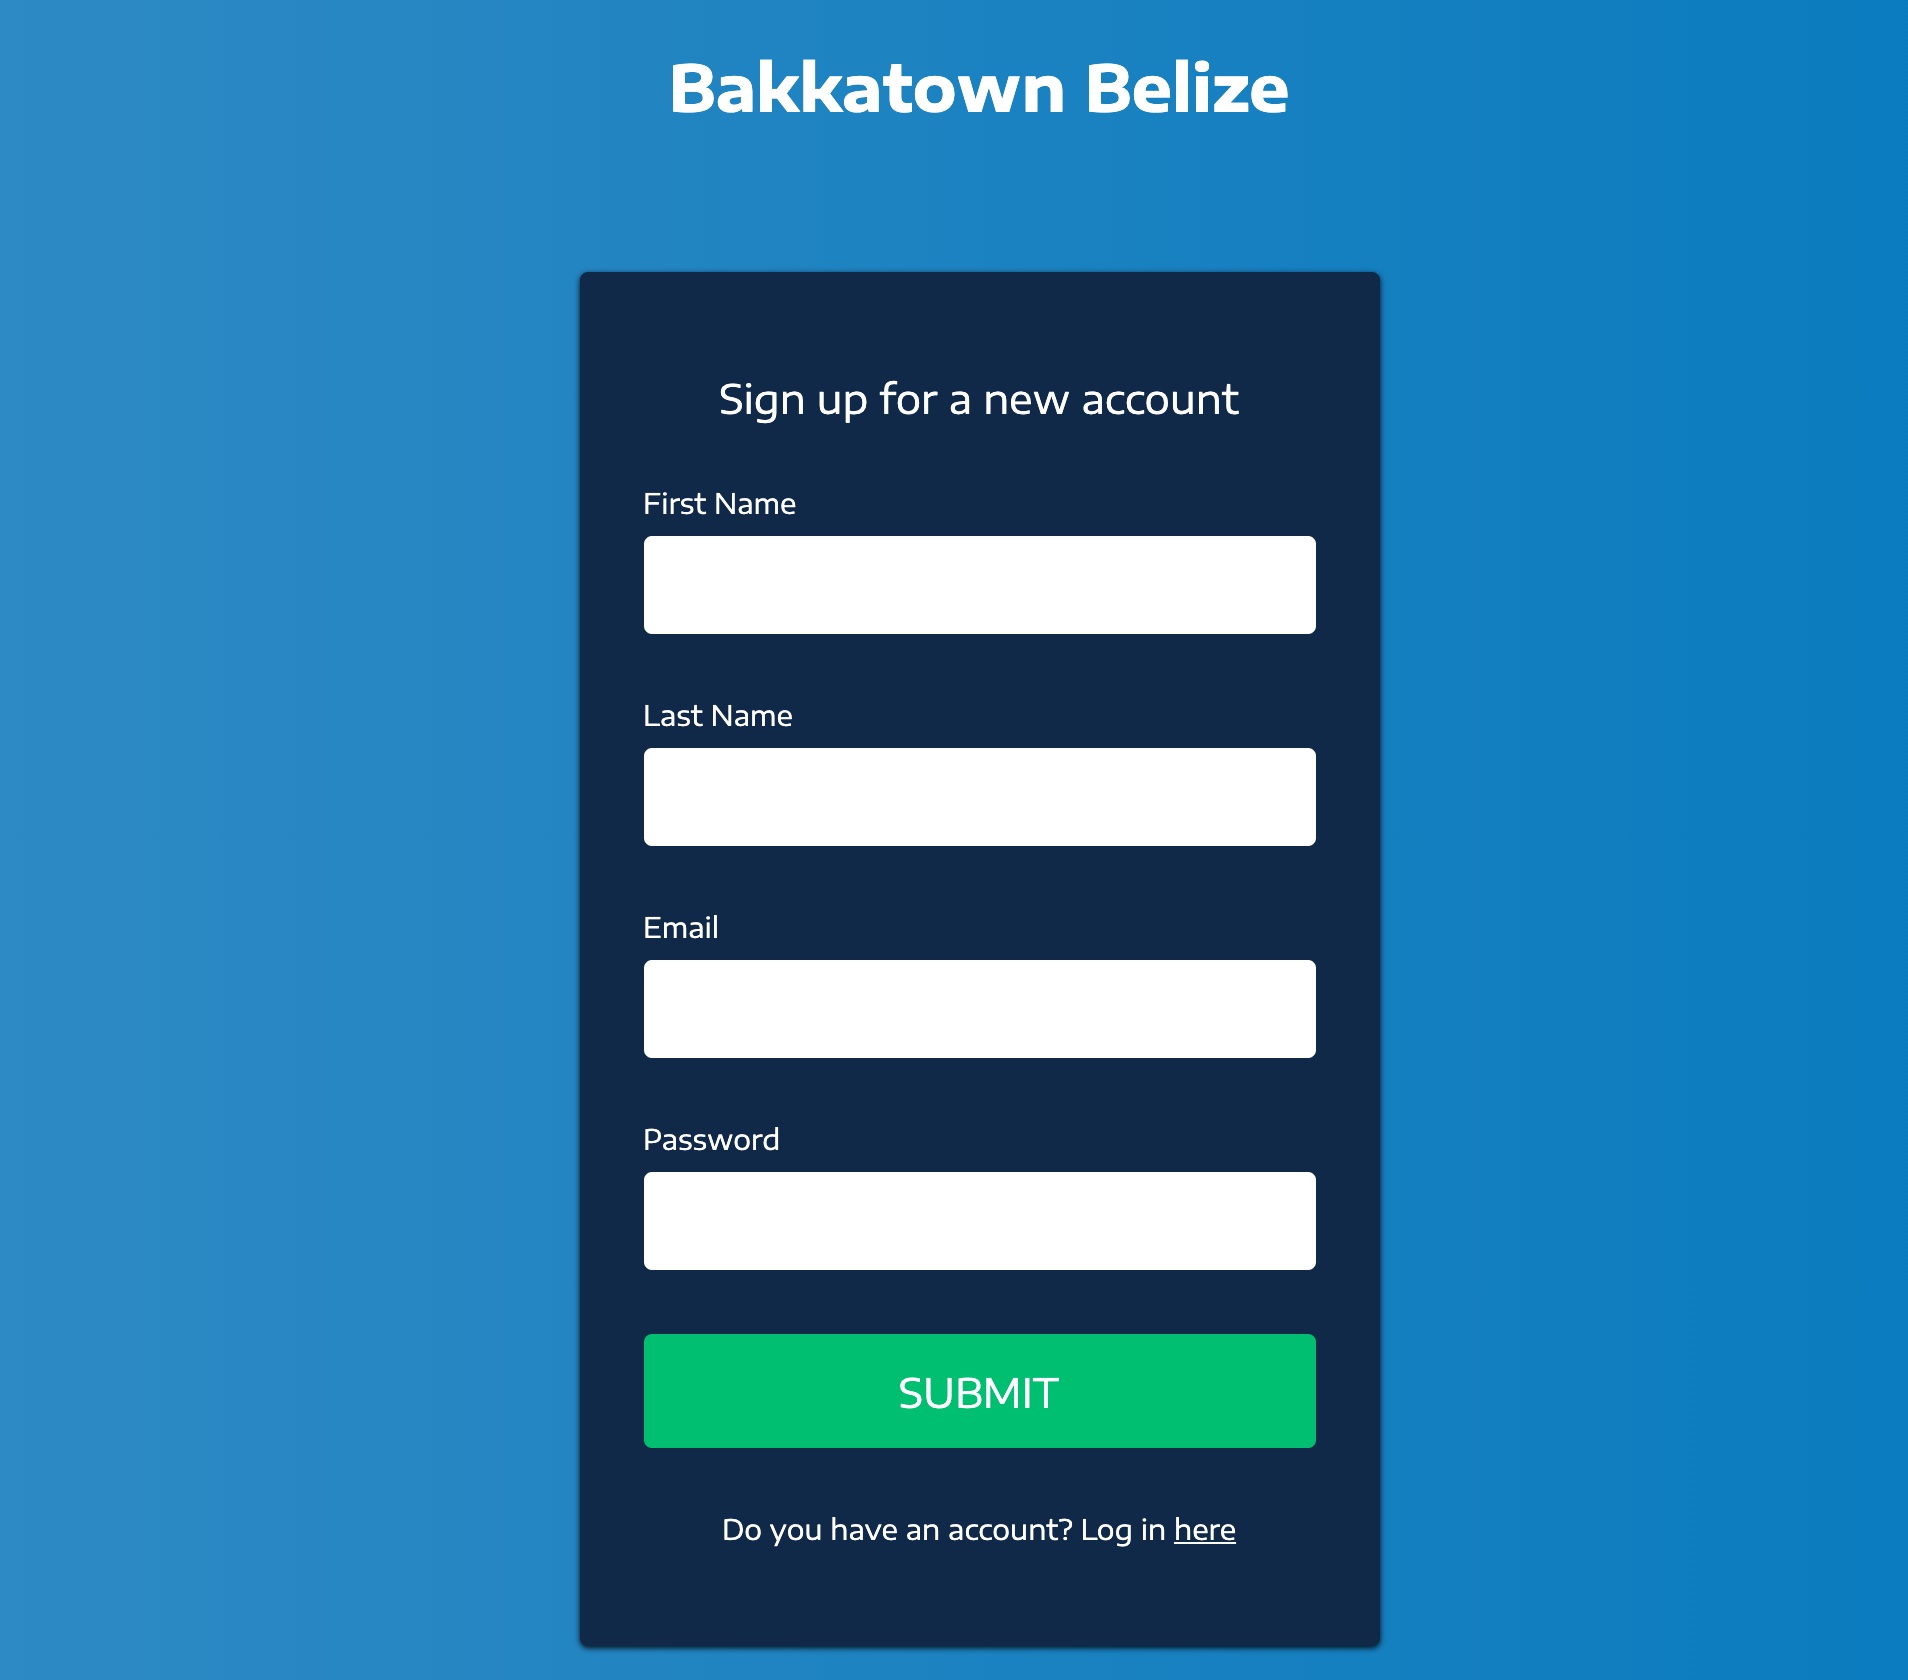 Bakkatown Belize
Sign up for a new account
First Name
Last Name
Email
Password
SUBMIT
Do you have an account? Log in here